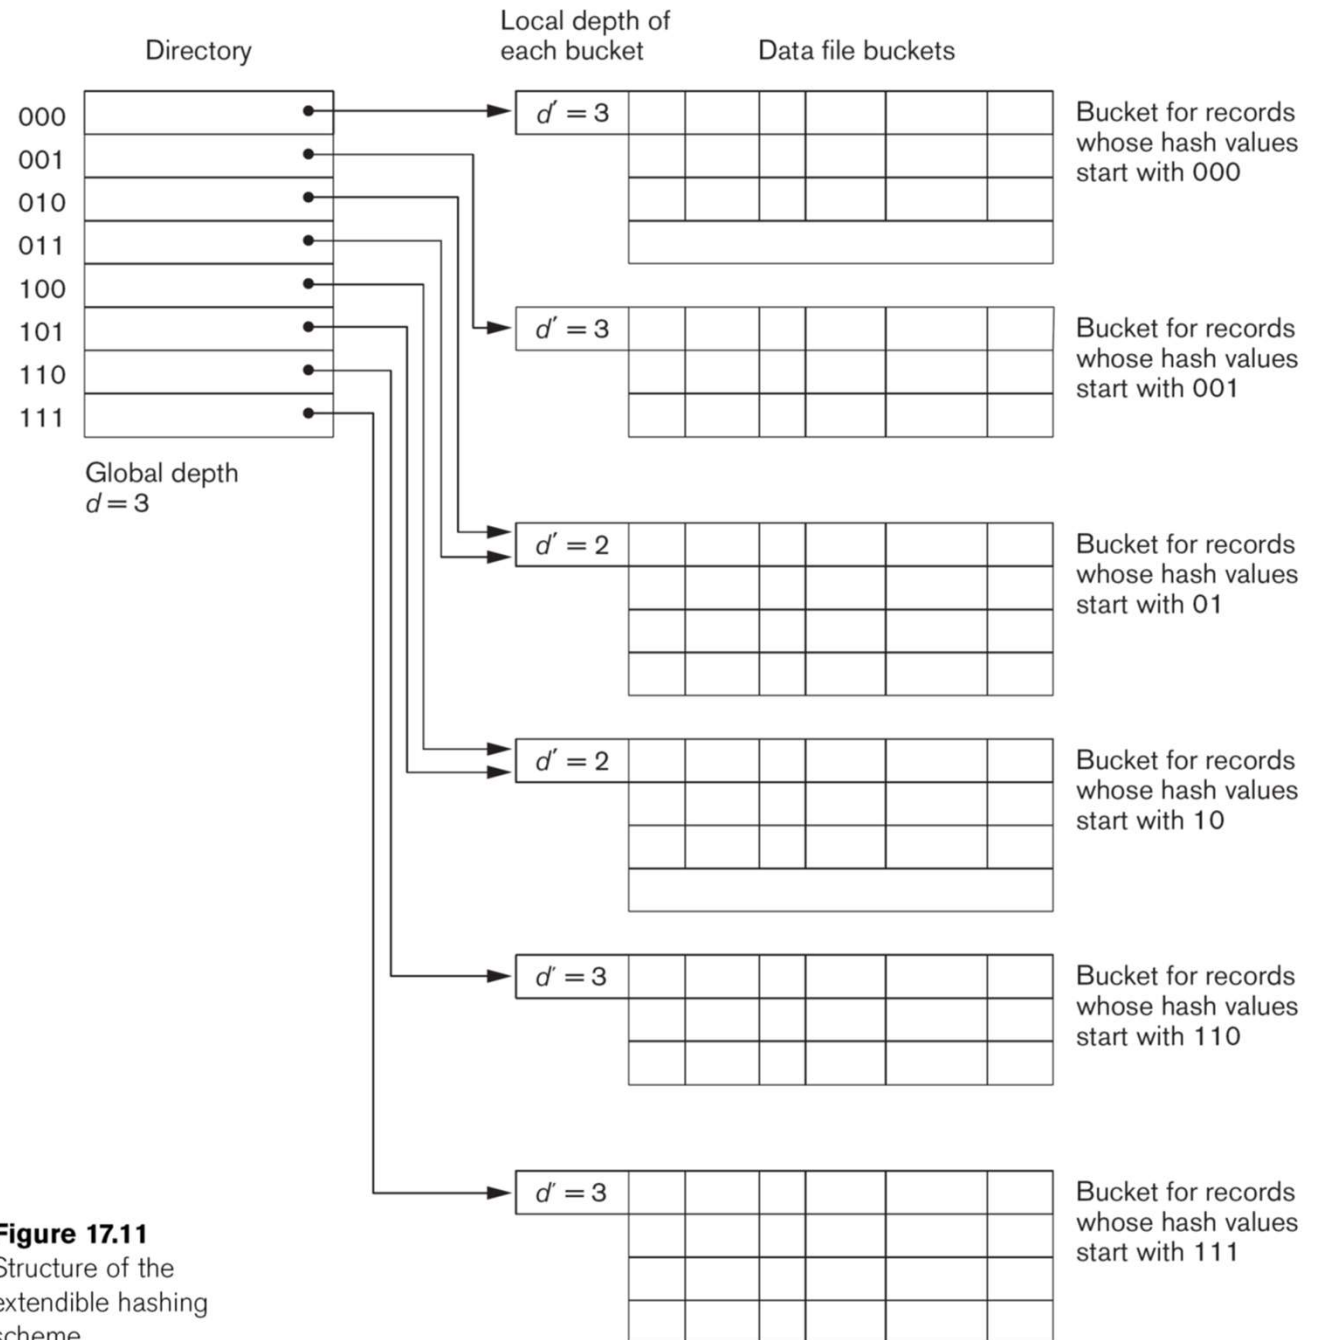 Directory
Local depth of
each bucket
Data file buckets
000
001
010
011
100
101
110
111
Global depth
d = 3
d′ = 3
Bucket for records
whose hash values
start with 000
d′ = 3
Bucket for records
whose hash values
start with 001
d′ = 2
Bucket for records
whose hash values
start with 01
d′ = 2
Bucket for records
whose hash values
start with 10
d′ = 3
Bucket for records
whose hash values
start with 110
d′ = 3
Bucket for records
whose hash values
start with 111
Figure 17.11
Structure of the
extendible hashing
scheme